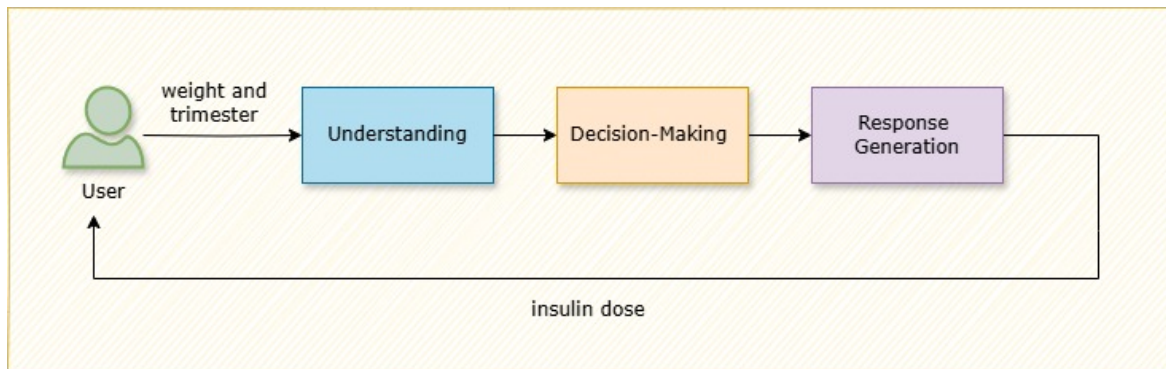 weight and
trimester
User
Understanding
Decision-Making
Response
Generation
insulin dose